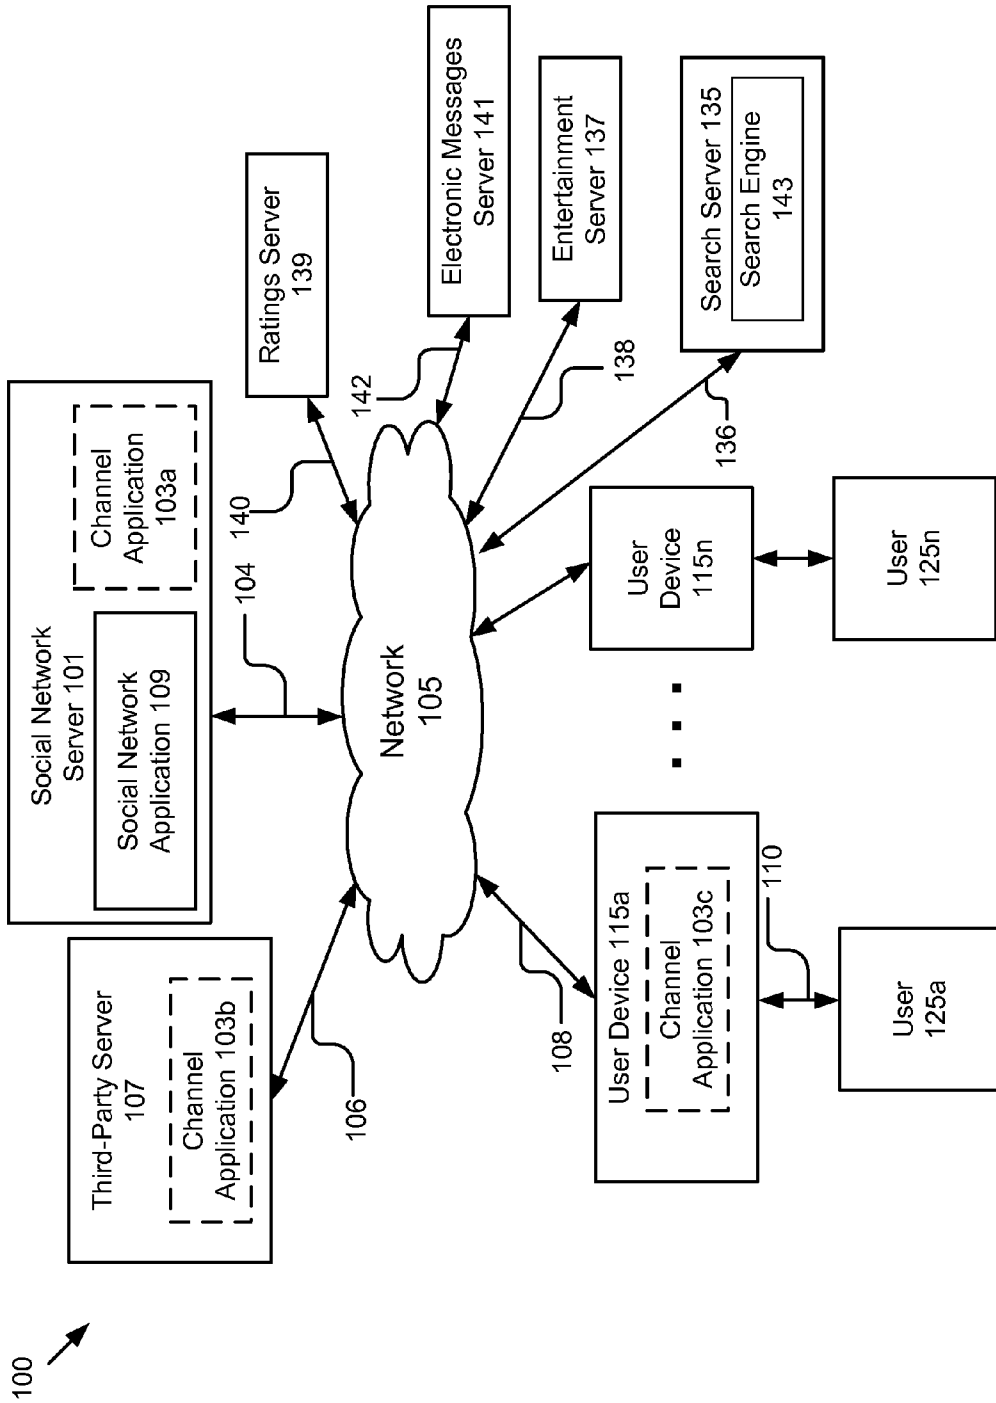 100
Third-Party Server
107
Channel
Application 103b
106
Social Network
Server 101
Social Network
Application 109
Channel
Application
103a
104
140
Ratings Server
139
142
Electronic Messages
Server 141
Entertainment
Server 137
138
Search Server 135
Search Engine
143
136
Network
105
108
User Device 115a
Channel
Application 103c
110
User
125a
User
Device
115n
User
125n